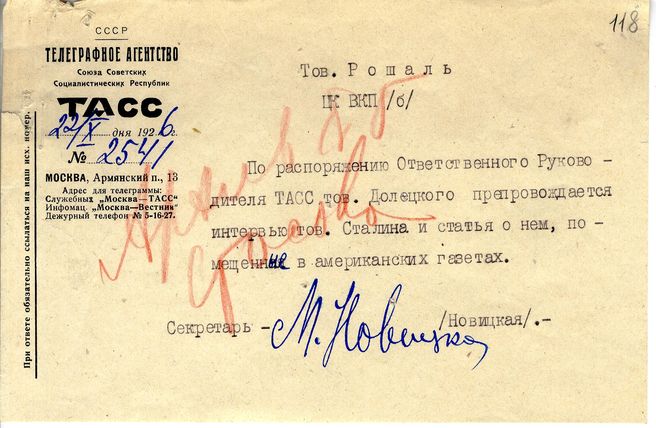 118
СССР
ТЕЛЕГРАФНОЕ АГЕНТСТВО
Союза Советских
Социалистических Республик
ТАСС
22/X дня 1926 г.
№ 2541
МОСКВА, Армянский п., 13
Адрес для телеграммы:
Служебных „Москва—ТАСС"
Информац. „Москва—Вестник"
Дежурный телефон № 5-16-27.
При ответе обязательно ссылаться на наш исх. номер.
Тов. Рошаль
ЦК ВКП /б/
По распоряжению Ответственного Руково -
дителя ТАСС тов. Долецкого препровождается
интервью тов. Сталина и статья о нем, по-
мещенные в американских газетах.
Секретарь - М. Новицкая /Новицкая/.-
Архив
Срочно